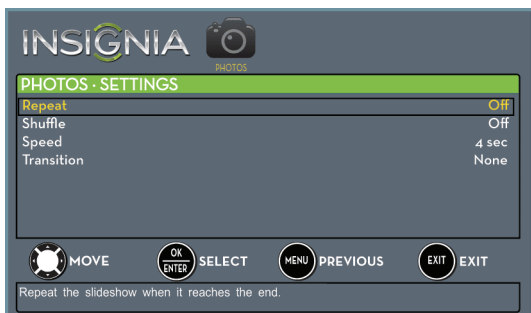 INSIGNIA
PHOTOS
PHOTOS · SETTINGS
Repeat Off
Shuffle Off
Speed 4 sec
Transition None
MOVE OK ENTER SELECT MENU PREVIOUS EXIT EXIT
Repeat the slideshow when it reaches the end.